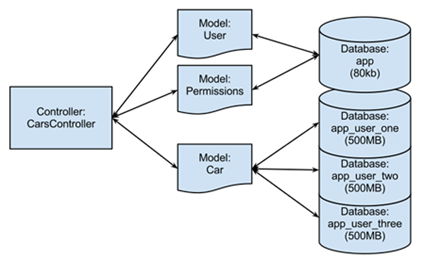 Controller:
CarsController
Model:
User
Model:
Permissions
Model:
Car
Database:
app
(80kb)
Database:
app_user_one
(500MB)
Database:
app_user_two
(500MB)
Database:
app_user_three
(500MB)